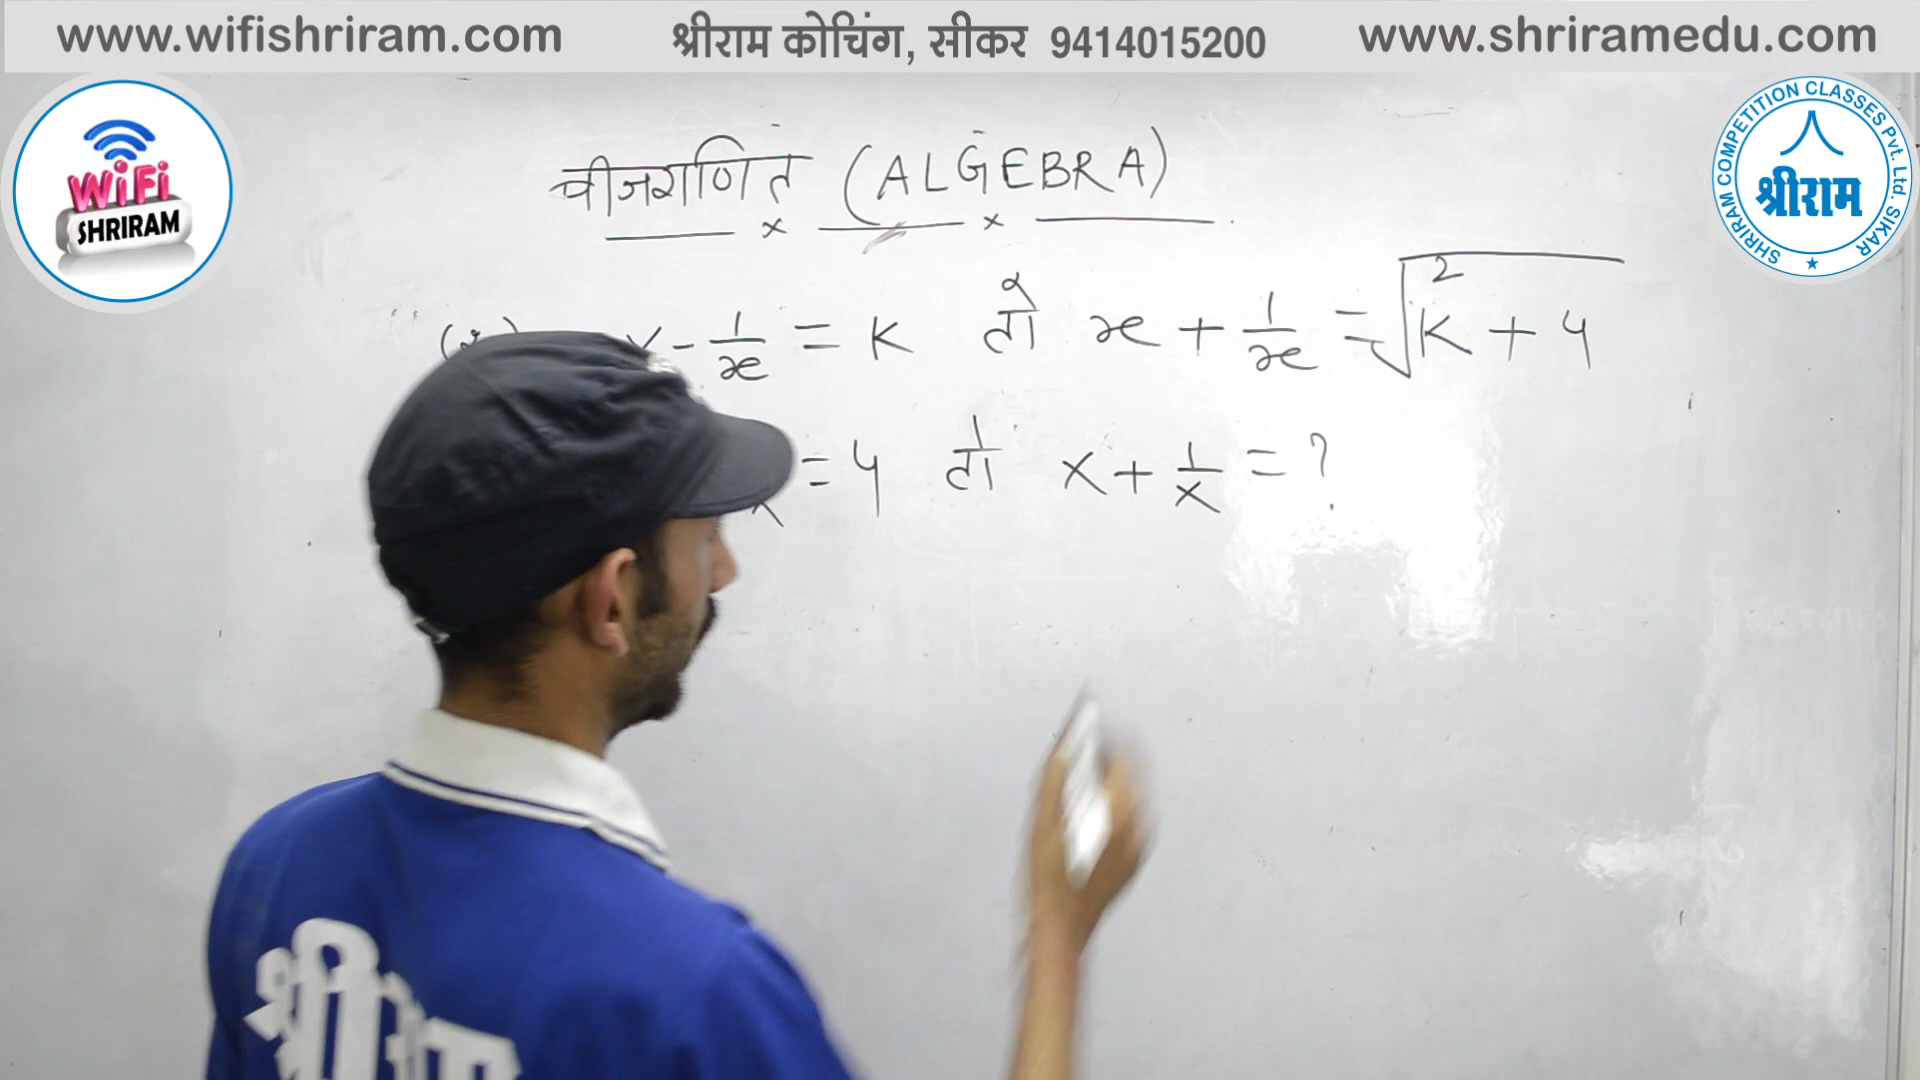 www.wifishriram.com श्रीराम कोचिंग, सीकर 9414015200 www.shriramedu.com
WiFi
SHRIRAM
SHRIRAM COMPETITION CLASSES Pvt. Ltd. SIKAR
श्रीराम
बीजगणित (ALGEBRA)
x - 1/x = K तो x + 1/x = √(K² + 4)
x = 4 तो x + 1/x = ?
श्री